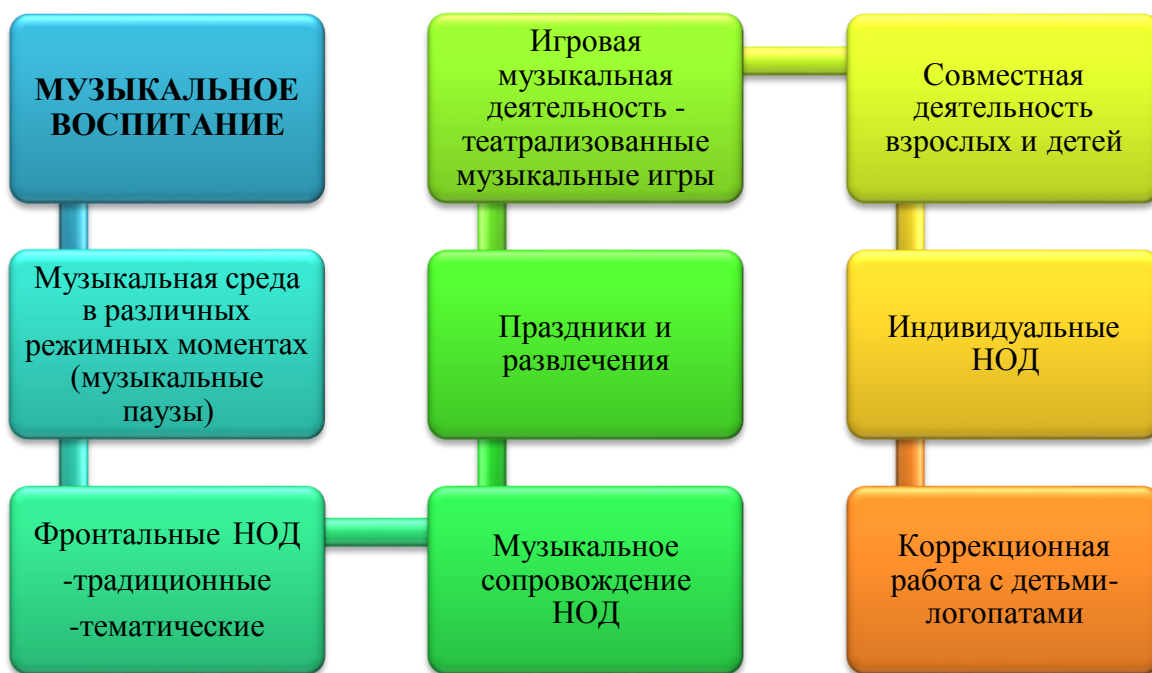 МУЗЫКАЛЬНОЕ
ВОСПИТАНИЕ
Музыкальная среда
в различных
режимных моментах
(музыкальные
паузы)
Фронтальные НОД
-традиционные
-тематические
Музыкальное
сопровождение
НОД
Праздники и
развлечения
Игровая
музыкальная
деятельность -
театрализованные
музыкальные игры
Совместная
деятельность
взрослых и детей
Индивидуальные
НОД
Коррекционная
работа с детьми-
логопатами